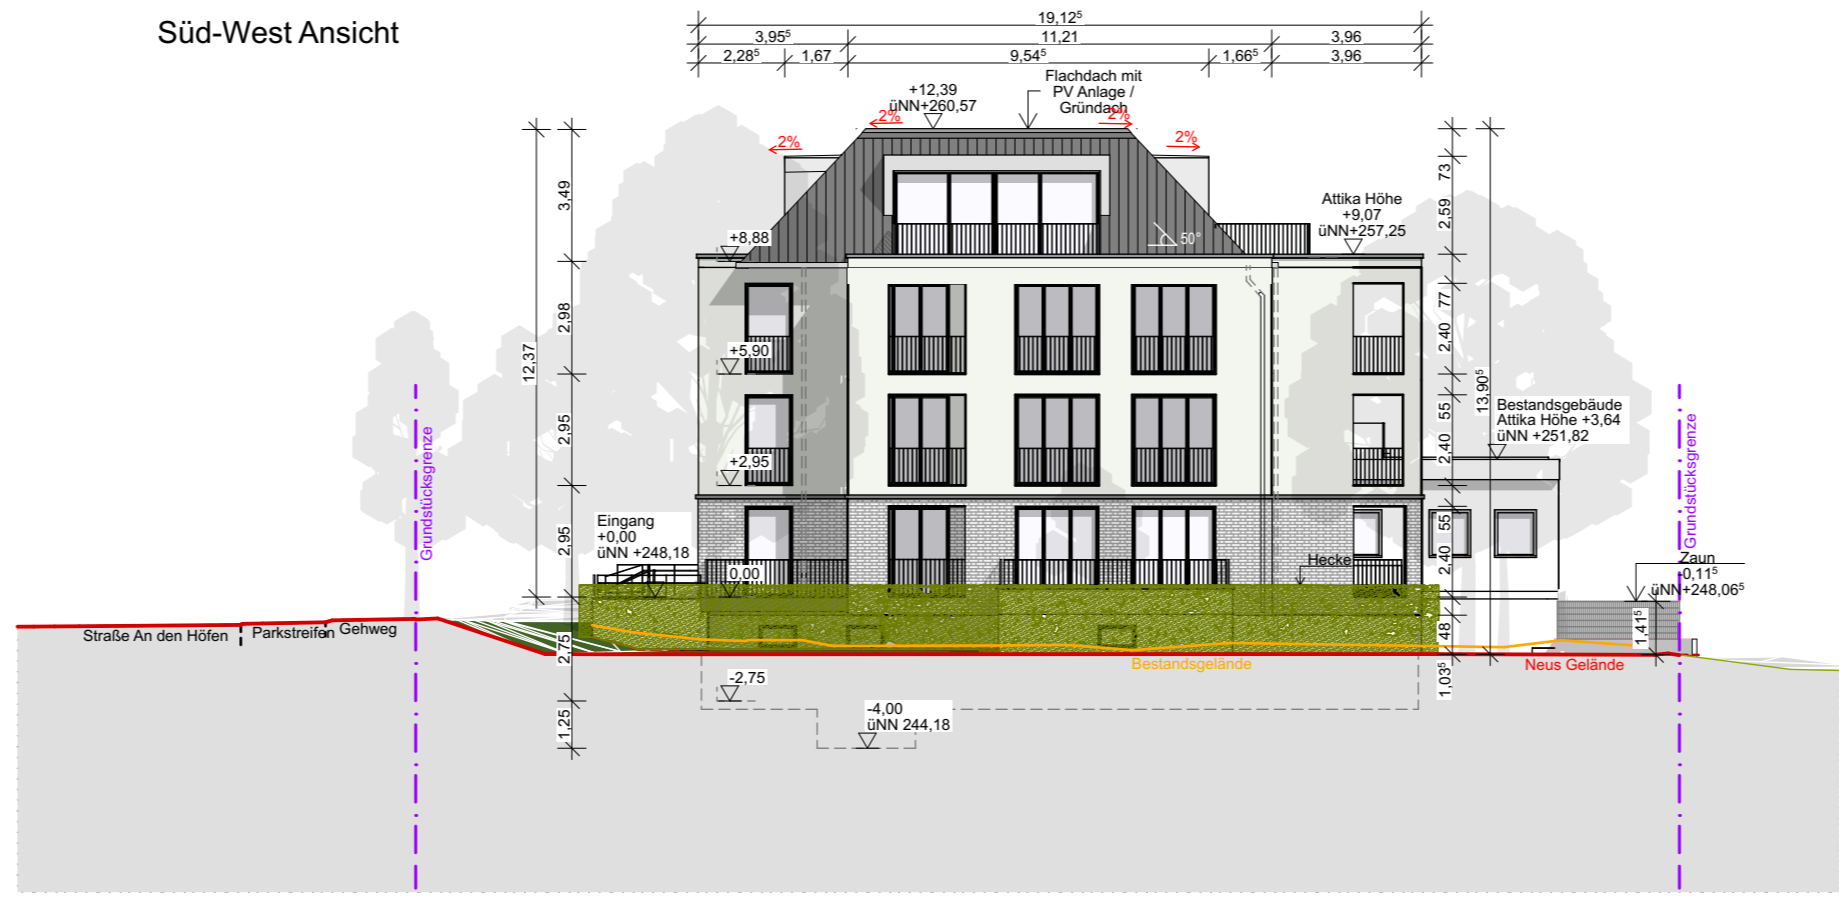 Süd-West Ansicht
19,12⁵
3,95⁵
11,21
3,96
2,28⁵
1,67
9,54⁵
1,66⁵
3,96
Flachdach mit
PV Anlage /
Gründach
+12,39
üNN+260,57
2%
2%
2%
2%
3,49
2,98
2,95
2,95
2,75
1,25
12,37
+8,88
+5,90
+2,95
0,00
50°
Attika Höhe
+9,07
üNN+257,25
73
2,59
77
2,40
55
2,40
55
2,40
48
1,03⁵
13,90⁵
Bestandsgebäude
Attika Höhe +3,64
üNN +251,82
Grundstücksgrenze
Grundstücksgrenze
Eingang
+0,00
üNN +248,18
Hecke
Zaun
-0,11⁵
üNN+248,06⁵
1,41⁵
Straße An den Höfen
Parkstreifen
Gehweg
Bestandsgelände
Neus Gelände
-2,75
-4,00
üNN 244,18